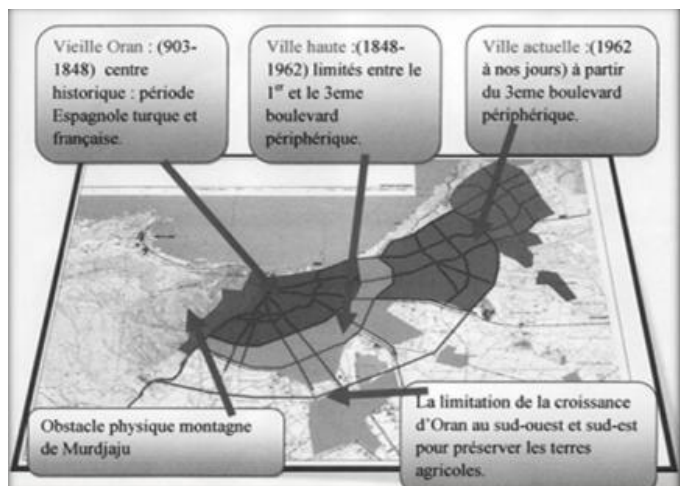 Vieille Oran : (903-
1848) centre
historique : période
Espagnole turque et
française.
Ville haute :(1848-
1962) limités entre le
1er et le 3eme
boulevard
périphérique.
Ville actuelle :(1962
à nos jours) à partir
du 3eme boulevard
périphérique.
Obstacle physique montagne
de Murdjaju
La limitation de la croissance
d'Oran au sud-ouest et sud-est
pour préserver les terres
agricoles.